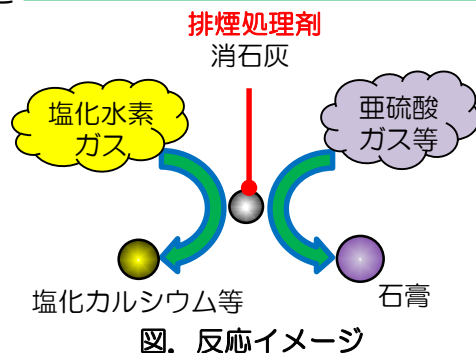 排煙処理剤
消石灰
塩化水素
ガス
亜硫酸
ガス等
塩化カルシウム等
石膏
図．反応イメージ